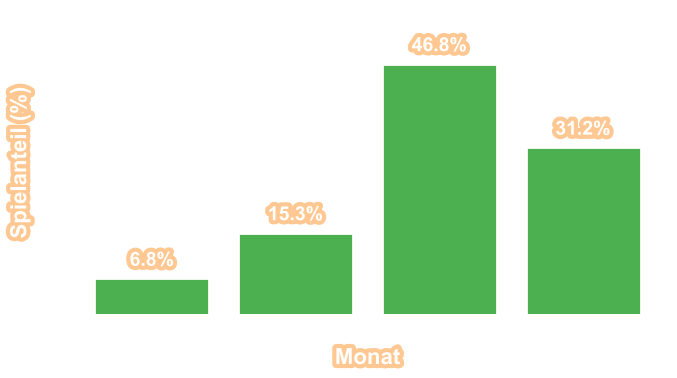 46.8%
31.2%
15.3%
6.8%
Spielanteil (%)
Monat